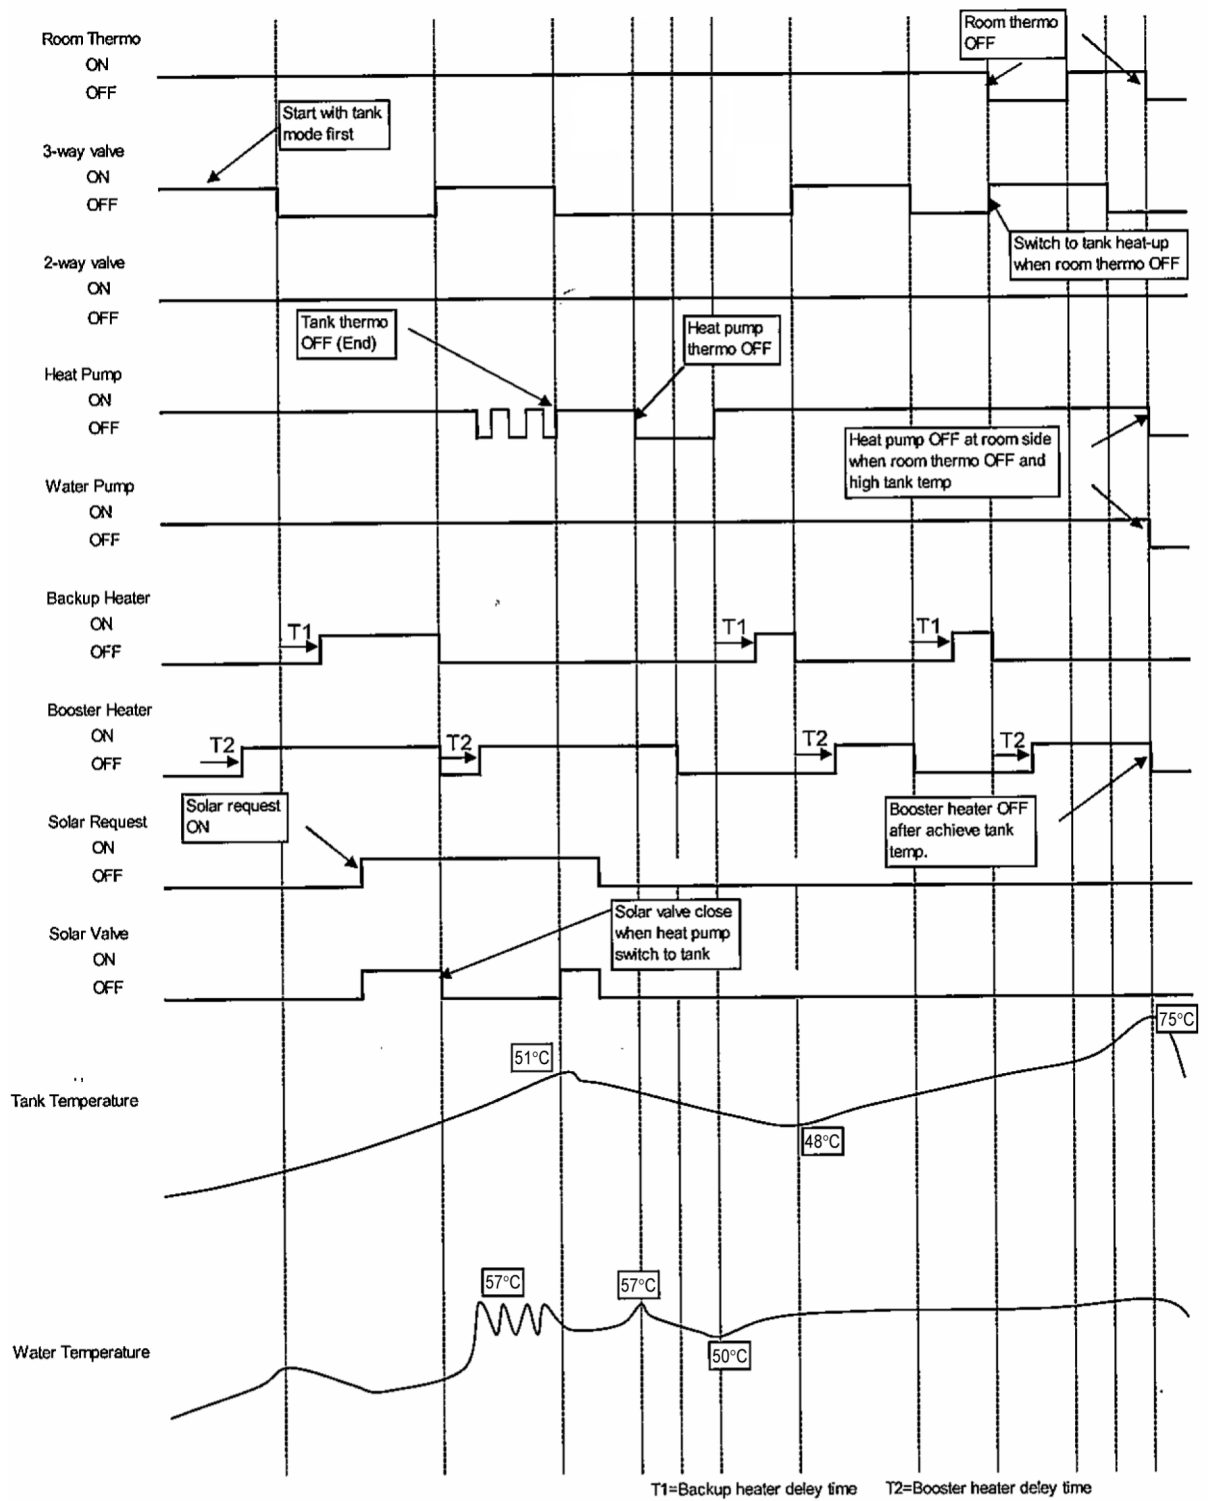 Room thermo
OFF
Room Thermo
ON
OFF
Start with tank
mode first
3-way valve
ON
OFF
Switch to tank heat-up
when room thermo OFF
2-way valve
ON
OFF
Tank thermo
OFF (End)
Heat pump
thermo OFF
Heat Pump
ON
OFF
Heat pump OFF at room side
when room thermo OFF and
high tank temp
Water Pump
ON
OFF
Backup Heater
ON
OFF
T1
T1
T1
Booster Heater
ON
OFF
T2
T2
T2
T2
Solar request
ON
Booster heater OFF
after achieve tank
temp.
Solar Request
ON
OFF
Solar valve close
when heat pump
switch to tank
Solar Valve
ON
OFF
75°C
51°C
Tank Temperature
48°C
57°C
57°C
Water Temperature
50°C
T1=Backup heater deley time
T2=Booster heater deley time